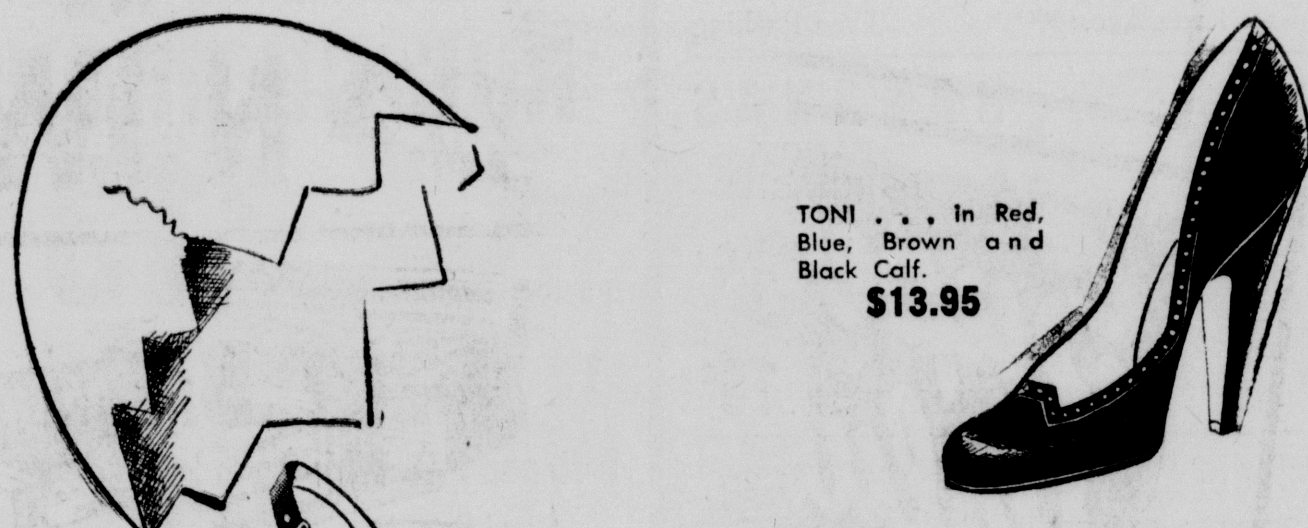 TONI . . . in Red,
Blue, Brown and
Black Calf.
$13.95